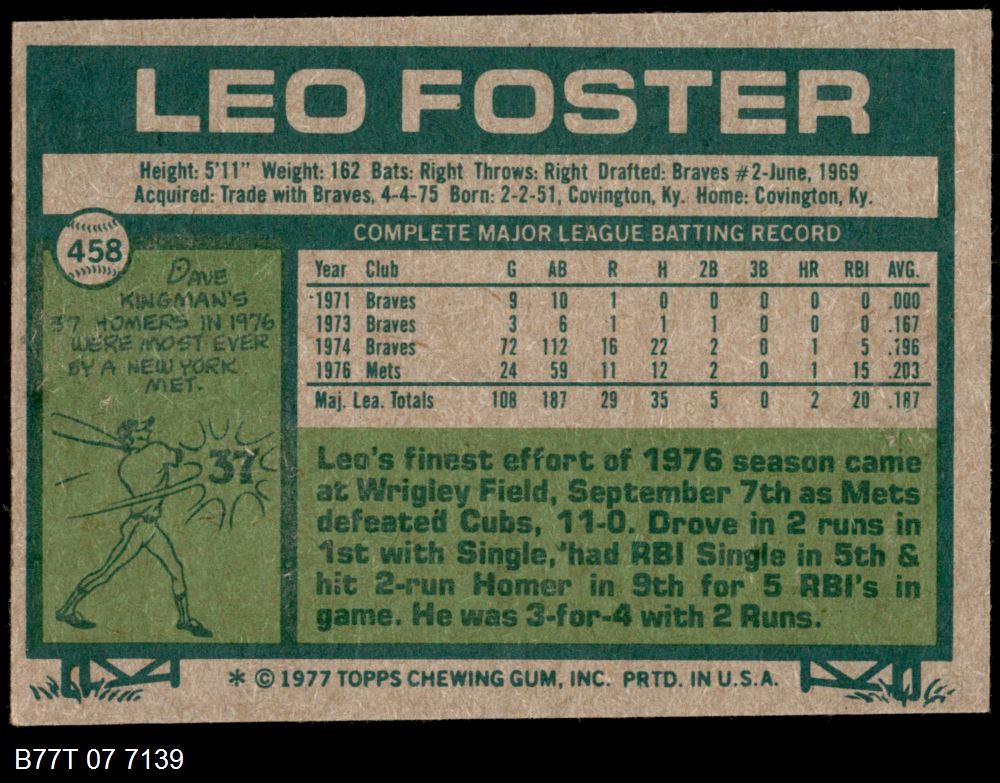 LEO FOSTER
Height: 5'11" Weight: 162 Bats: Right Throws: Right Drafted: Braves #2-June, 1969
Acquired: Trade with Braves, 4-4-75 Born: 2-2-51, Covington, Ky. Home: Covington, Ky.
458
DAVE
KINGMAN'S
37 HOMERS IN 1976
WERE MOST EVER
BY A NEW YORK
MET.
37
COMPLETE MAJOR LEAGUE BATTING RECORD
Year Club G AB R H 2B 3B HR RBI AVG.
1971 Braves 9 10 1 0 0 0 0 0 .000
1973 Braves 3 6 1 1 1 0 0 0 .167
1974 Braves 72 112 16 22 2 0 1 5 .196
1976 Mets 24 59 11 12 2 0 1 15 .203
Maj. Lea. Totals 108 187 29 35 5 0 2 20 .187
Leo's finest effort of 1976 season came
at Wrigley Field, September 7th as Mets
defeated Cubs, 11-0. Drove in 2 runs in
1st with Single, had RBI Single in 5th &
hit 2-run Homer in 9th for 5 RBI's in
game. He was 3-for-4 with 2 Runs.
* © 1977 TOPPS CHEWING GUM, INC. PRTD. IN U.S.A.
B77T 07 7139